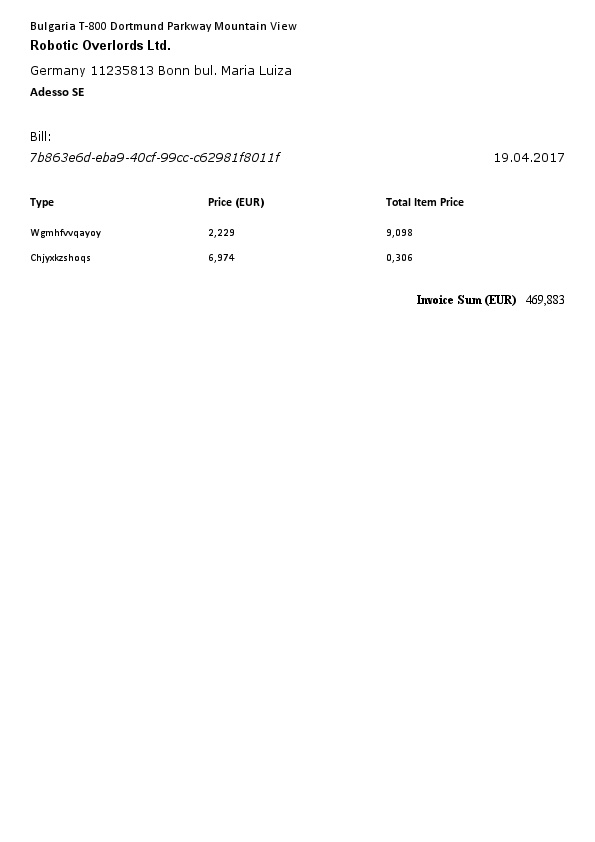 Bulgaria T-800 Dortmund Parkway Mountain View
Robotic Overlords Ltd.
Germany 11235813 Bonn bul. Maria Luiza
Adesso SE
Bill:
7b863e6d-eba9-40cf-99cc-c62981f8011f 19.04.2017
Type Price (EUR) Total Item Price
Wgmhfvvqayoy 2,229 9,098
Chjyxkzshoqs 6,974 0,306
Invoice Sum (EUR) 469,883